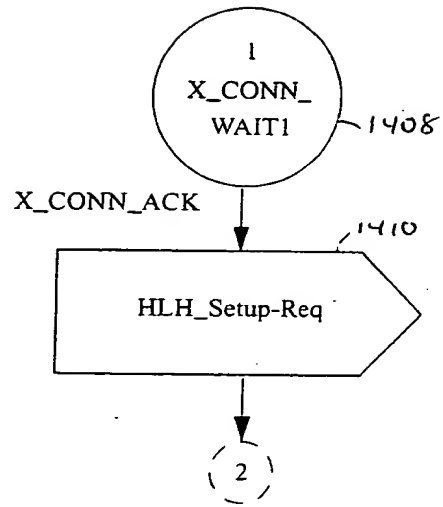 1
X_CONN_
WAIT1
1408
X_CONN_ACK
1410
HLH_Setup-Req
2